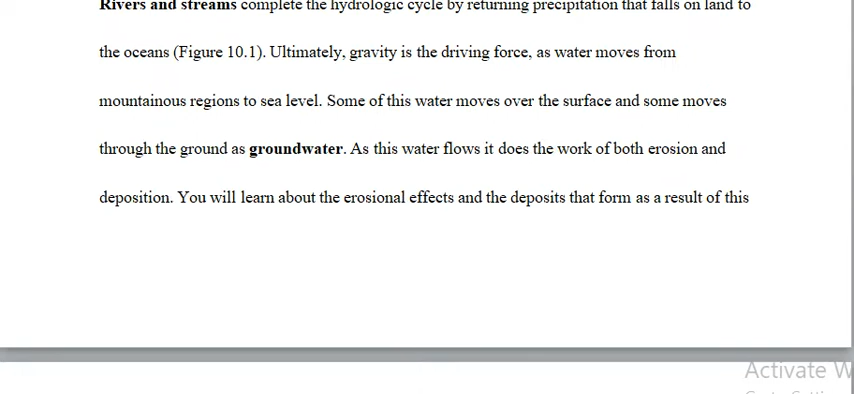 Rivers and streams complete the hydrologic cycle by returning precipitation that falls on land to
the oceans (Figure 10.1). Ultimately, gravity is the driving force, as water moves from
mountainous regions to sea level. Some of this water moves over the surface and some moves
through the ground as groundwater. As this water flows it does the work of both erosion and
deposition. You will learn about the erosional effects and the deposits that form as a result of this
Activate W